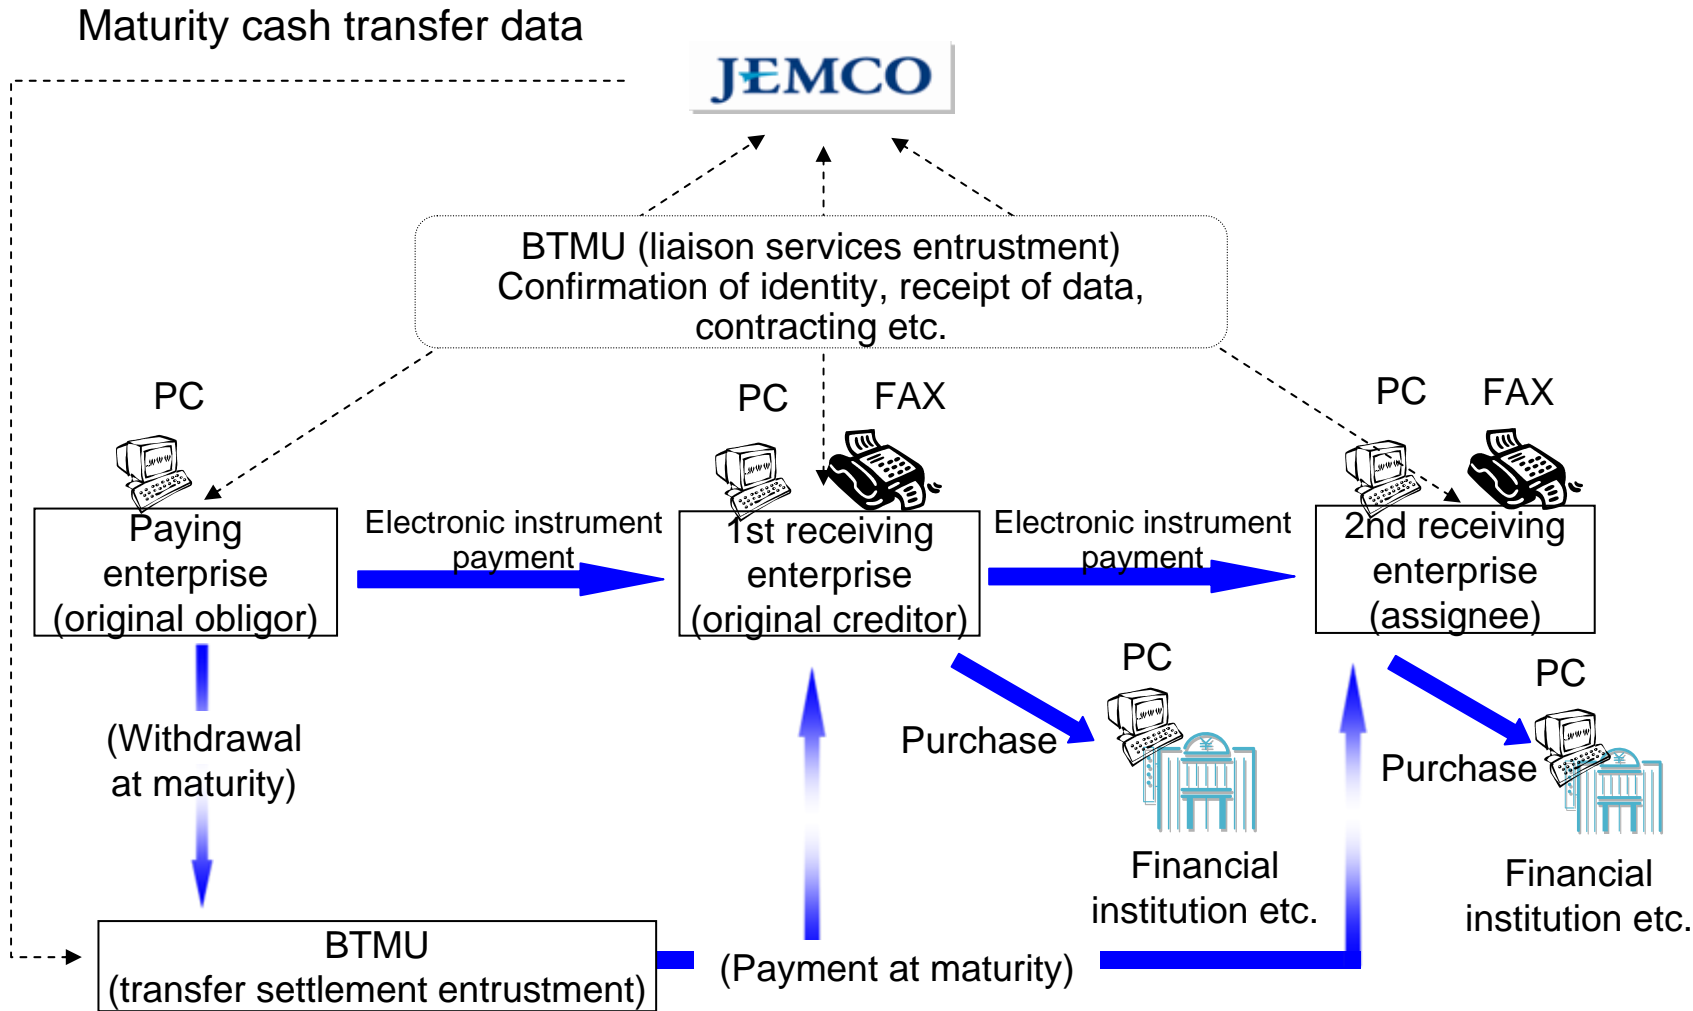 Maturity cash transfer data
JEMCO
BTMU (liaison services entrustment)
Confirmation of identity, receipt of data,
contracting etc.
PC
PC
FAX
PC
FAX
Paying
enterprise
(original obligor)
Electronic instrument
payment
1st receiving
enterprise
(original creditor)
Electronic instrument
payment
2nd receiving
enterprise
(assignee)
(Withdrawal
at maturity)
PC
Purchase
¥
Financial
institution etc.
PC
Purchase
¥
Financial
institution etc.
BTMU
(transfer settlement entrustment)
(Payment at maturity)